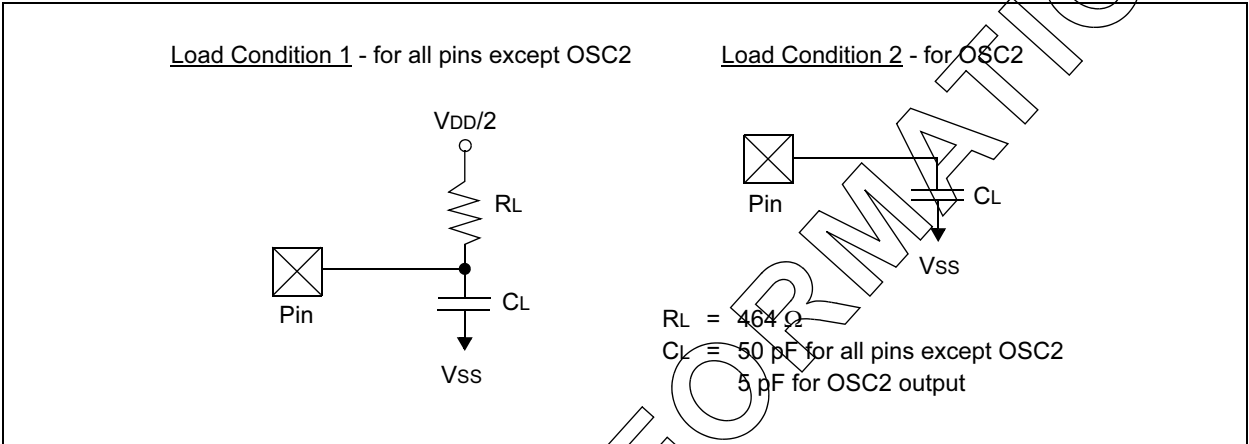 Load Condition 1 - for all pins except OSC2
VDD/2
RL
Pin
CL
VSS
Load Condition 2 - for OSC2
Pin
CL
VSS
RL = 464 Ω
CL = 50 pF for all pins except OSC2
5 pF for OSC2 output